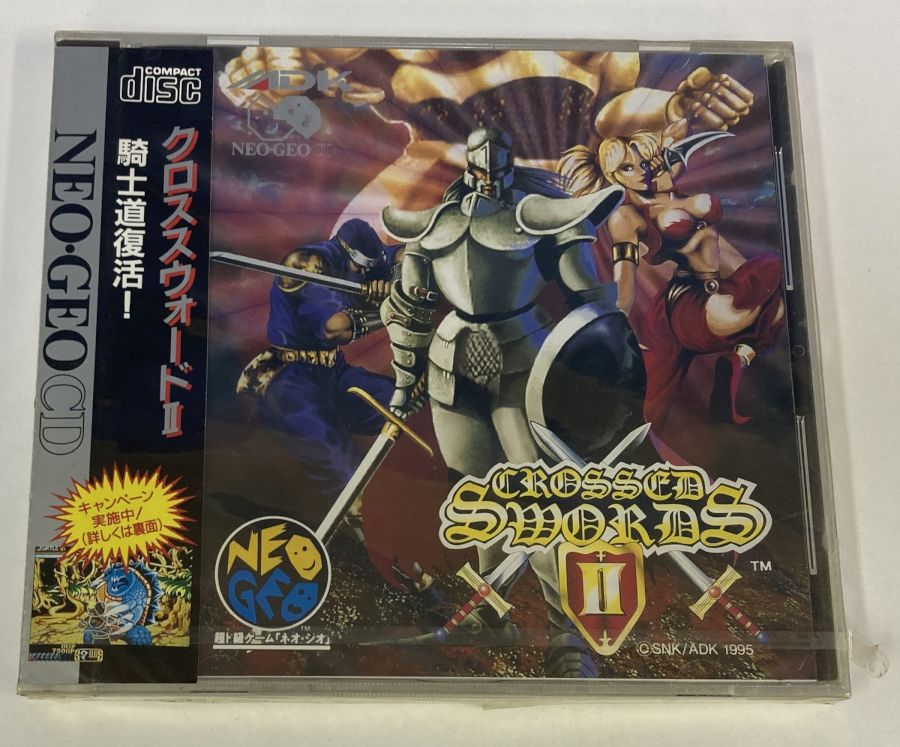 COMPACT
disc
NEO·GEO CD
クロススウォードⅡ
騎士道復活!
キャンペーン
実施中!
(詳しくは裏面)
ADK
NEO·GEO CD
CROSSED
SWORDS
II
TM
NEO
GEO
TM
超ド級ゲーム「ネオ・ジオ」
©SNK/ADK 1995